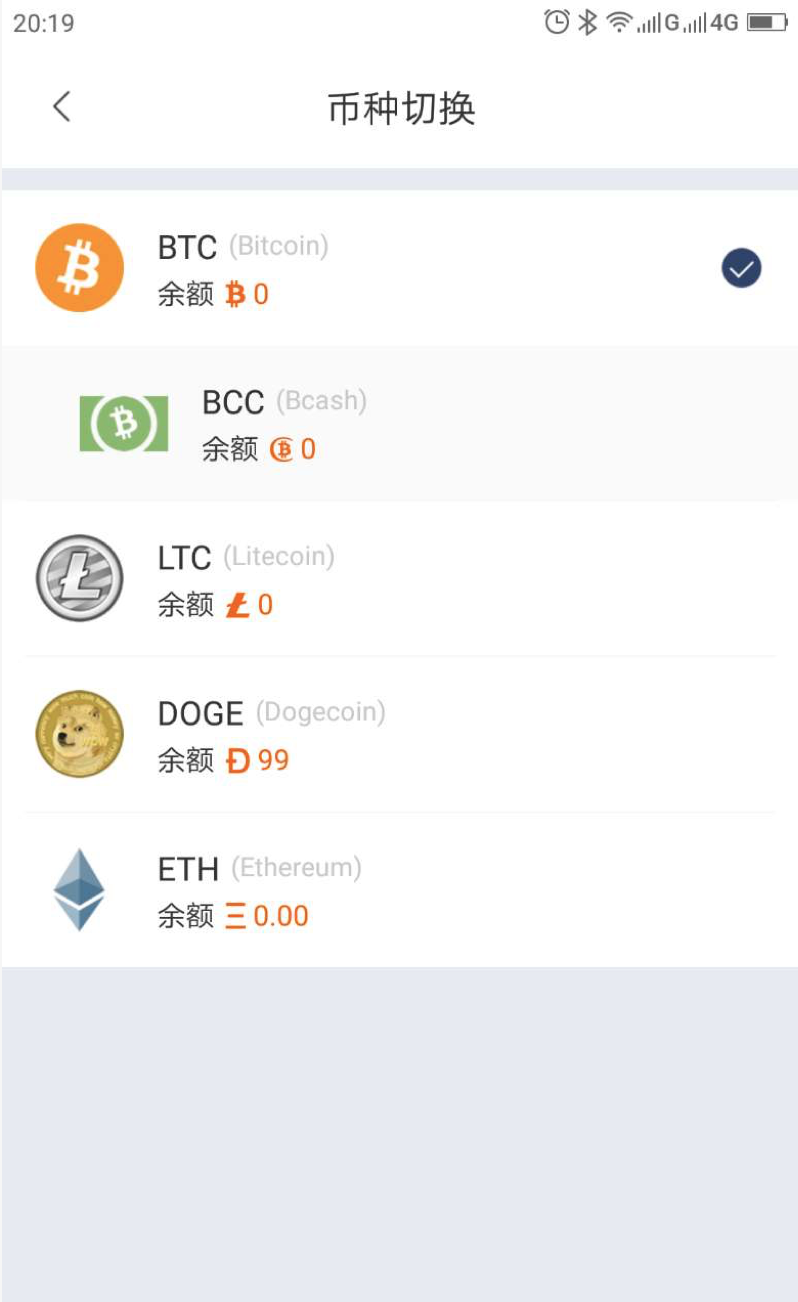 20:19 G 4G
币种切换
BTC (Bitcoin)
余额 ₿ 0
BCC (Bcash)
余额 ₿ 0
LTC (Litecoin)
余额 Ł 0
DOGE (Dogecoin)
余额 Ð 99
ETH (Ethereum)
余额 Ξ 0.00